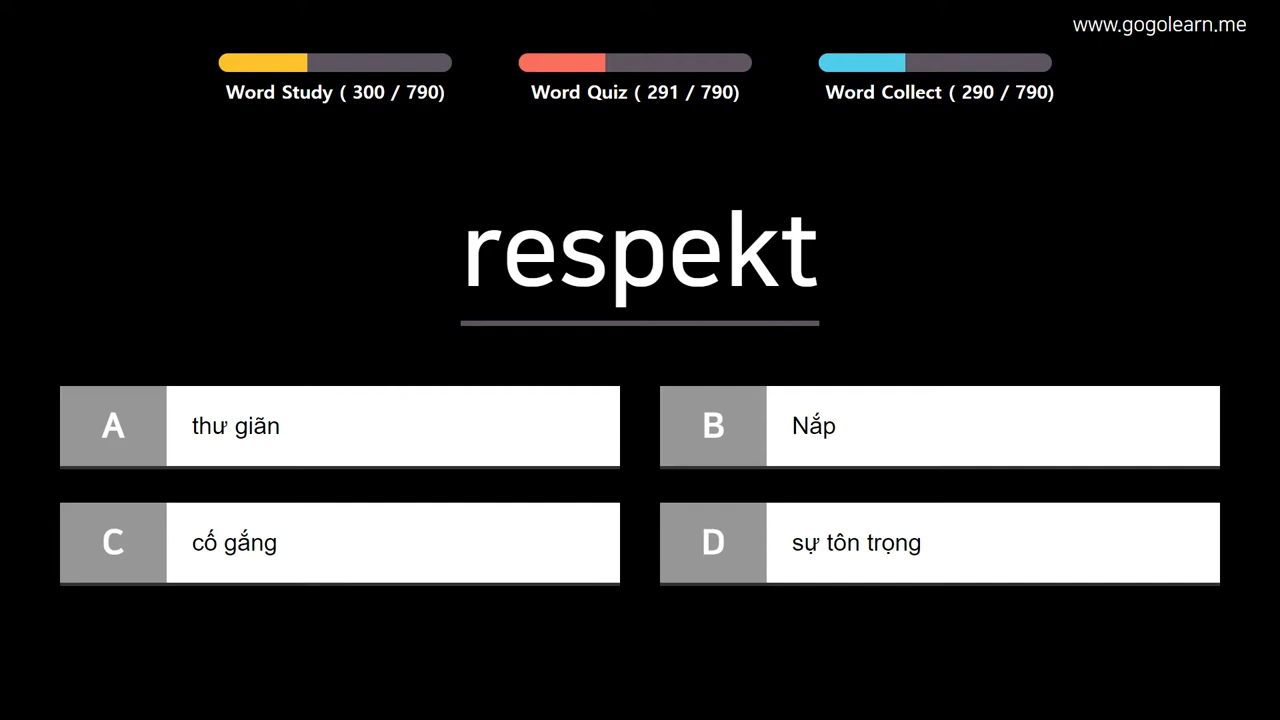 www.gogolearn.me
Word Study ( 300 / 790)
Word Quiz ( 291 / 790)
Word Collect ( 290 / 790)
respekt
A thư giãn
B Nắp
C cố gắng
D sự tôn trọng